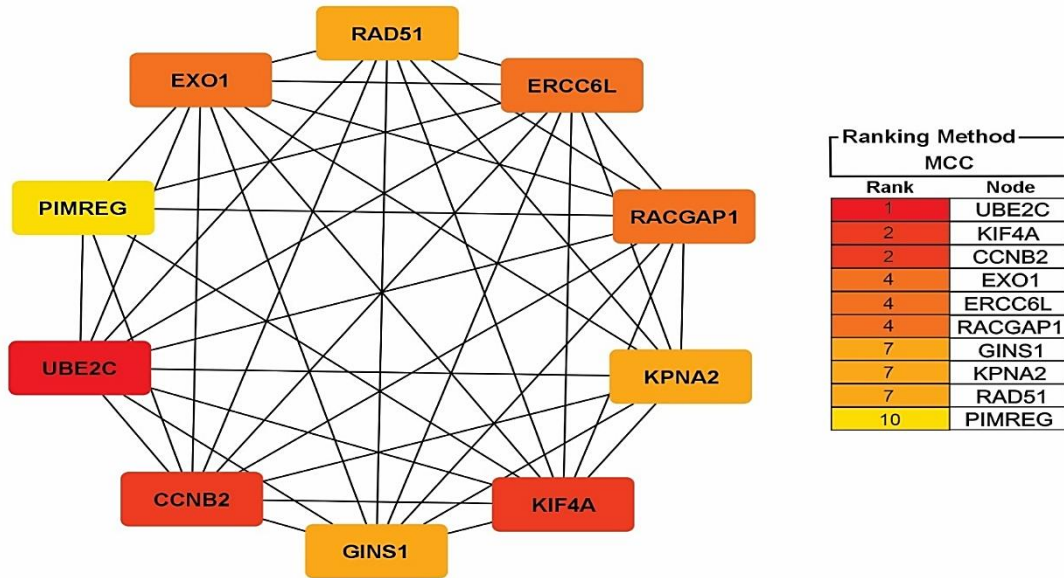 RAD51
EXO1
ERCC6L
PIMREG
RACGAP1
UBE2C
KPNA2
CCNB2
KIF4A
GINS1
Ranking Method
MCC
Rank Node
1 UBE2C
2 KIF4A
2 CCNB2
4 EXO1
4 ERCC6L
4 RACGAP1
7 GINS1
7 KPNA2
7 RAD51
10 PIMREG